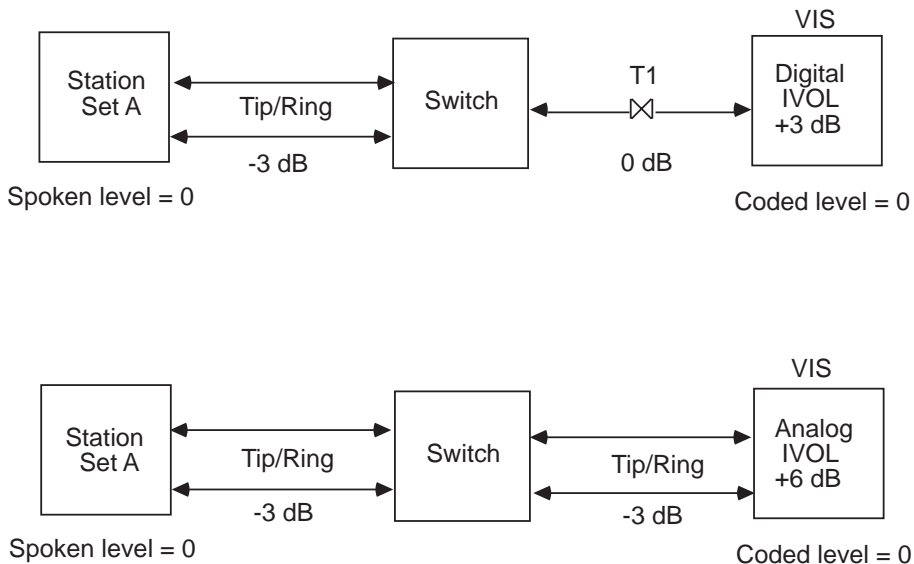 VIS
Station
Set A
Tip/Ring
-3 dB
Switch
T1
0 dB
Digital
IVOL
+3 dB
Spoken level = 0
Coded level = 0
VIS
Station
Set A
Tip/Ring
-3 dB
Switch
Tip/Ring
-3 dB
Analog
IVOL
+6 dB
Spoken level = 0
Coded level = 0